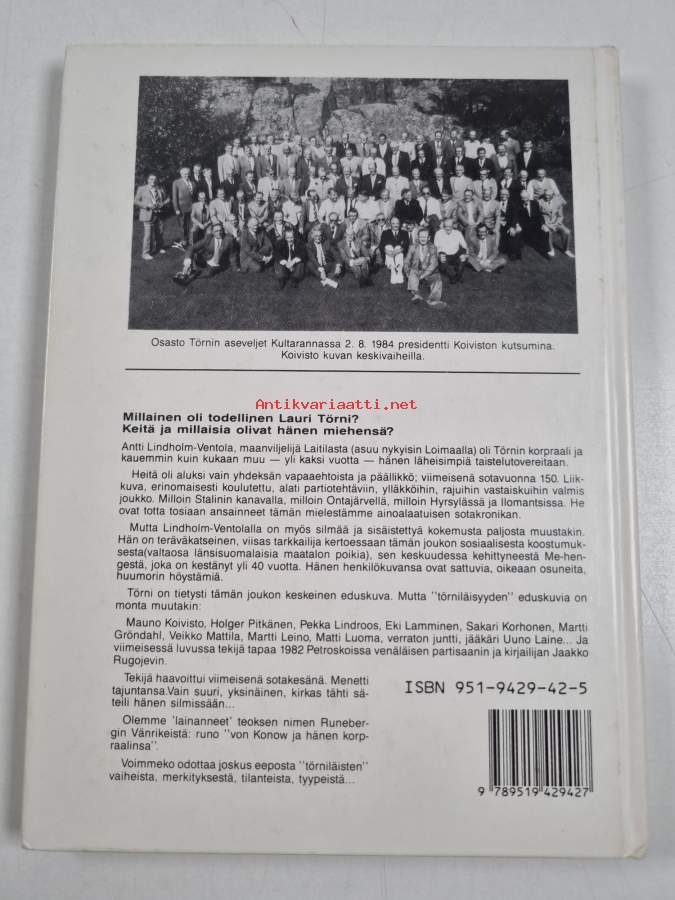 Osasto Törnin aseveljet Kultarannassa 2. 8. 1984 presidentti Koiviston kutsumina.
Koivisto kuvan keskivaiheilla.
Antikvariaatti.net
Millainen oli todellinen Lauri Törni?
Keitä ja millaisia olivat hänen miehensä?
Antti Lindholm-Ventola, maanviljelijä Laitilasta (asuu nykyisin Loimaalla) oli Törnin korpraali ja
kauemmin kuin kukaan muu — yli kaksi vuotta — hänen läheisimpiä taistelutovereitaan.
Heitä oli aluksi vain yhdeksän vapaaehtoista ja päällikkö; viimeisenä sotavuonna 150. Liik-
kuva, erinomaisesti koulutettu, alati partiotehtäviin, ylläkköihin, rajuihin vastaiskuihin valmis
joukko. Milloin Stalinin kanavalla, milloin Ontajärvellä, milloin Hyrsylässä ja Ilomantsissa. He
ovat totta tosiaan ansainneet tämän mielestämme ainoalaatuisen sotakronikan.
Mutta Lindholm-Ventolalla on myös silmää ja sisäistettyä kokemusta paljosta muustakin.
Hän on teräväkatseinen, viisas tarkkailija kertoessaan tämän joukon sosiaalisesta koostumuk-
sesta(valtaosa länsisuomalaisia maatalon poikia), sen keskuudessa kehittyneestä Me-hen-
gestä, joka on kestänyt yli 40 vuotta. Hänen henkilökuvansa ovat sattuvia, oikeaan osuneita,
huumorin höystämiä.
Törni on tietysti tämän joukon keskeinen eduskuva. Mutta "törniläisyyden" eduskuvia on
monta muutakin:
Mauno Koivisto, Holger Pitkänen, Pekka Lindroos, Eki Lamminen, Sakari Korhonen, Martti
Gröndahl, Veikko Mattila, Martti Leino, Matti Luoma, verraton juntti, jääkäri Uuno Laine... Ja
viimeisessä luvussa tekijä tapaa 1982 Petroskoissa venäläisen partisaanin ja kirjailijan Jaakko
Rugojevin.
Tekijä haavoittui viimeisenä sotakesänä. Menetti
tajuntansa.Vain suuri, yksinäinen, kirkas tähti sä-
teili hänen silmissään...
Olemme 'lainanneet' teoksen nimen Runeber-
gin Vänrikeistä: runo "von Konow ja hänen korp-
raalinsa".
Voimmeko odottaa joskus eeposta "törniläisten"
vaiheista, merkityksestä, tilanteista, tyypeistä...
ISBN 951-9429-42-5
9 789519 429427